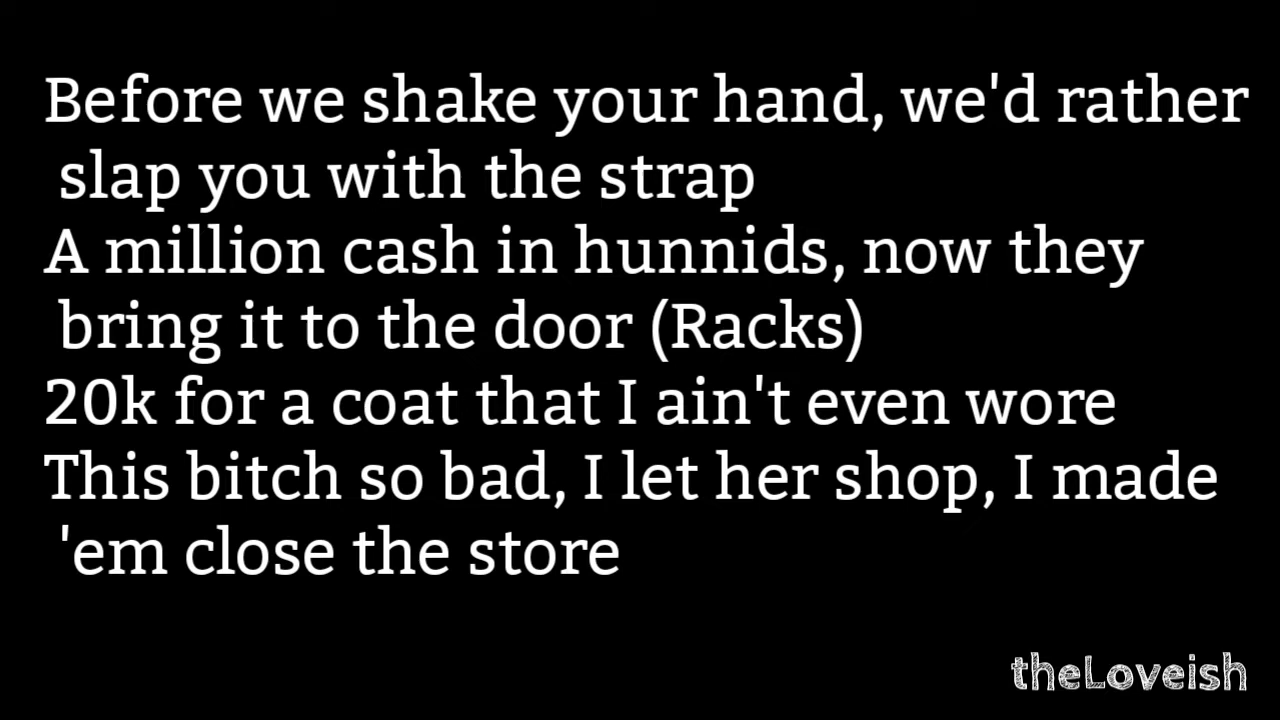 Before we shake your hand, we'd rather
slap you with the strap
A million cash in hunnids, now they
bring it to the door (Racks)
20k for a coat that I ain't even wore
This bitch so bad, I let her shop, I made
'em close the store
theLoveish